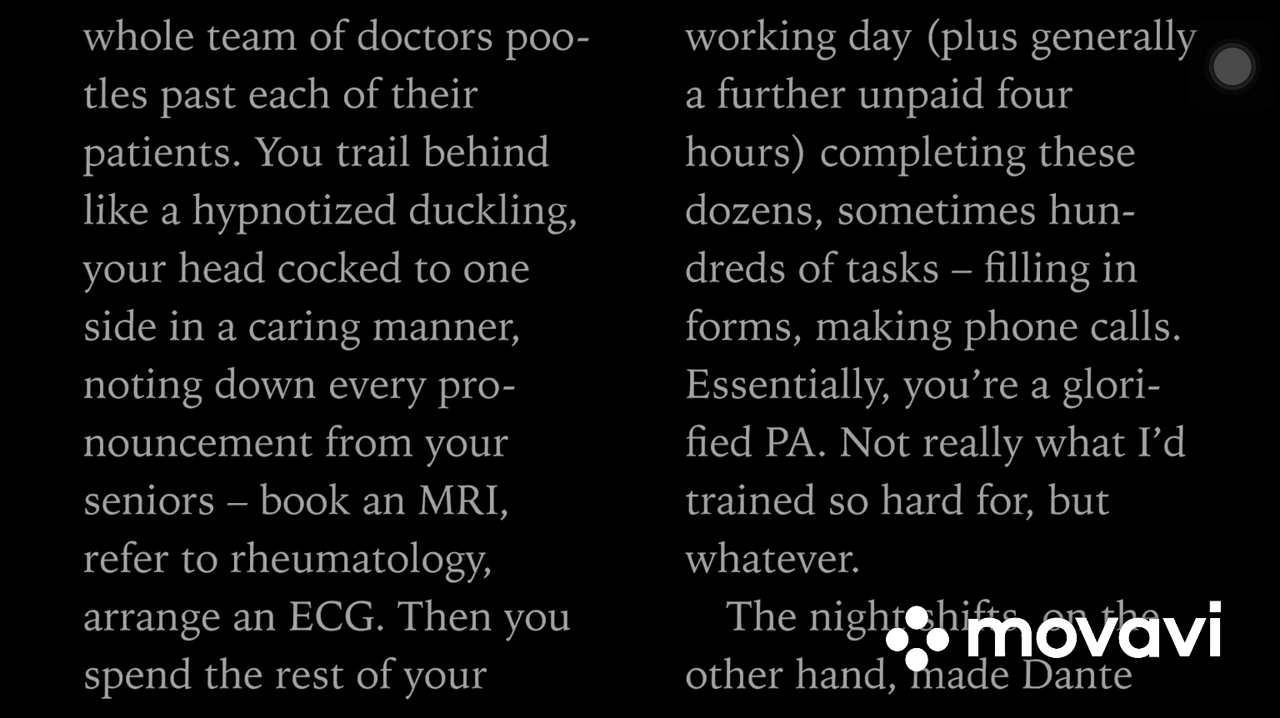 whole team of doctors poo-
tles past each of their
patients. You trail behind
like a hypnotized duckling,
your head cocked to one
side in a caring manner,
noting down every pro-
nouncement from your
seniors – book an MRI,
refer to rheumatology,
arrange an ECG. Then you
spend the rest of your
working day (plus generally
a further unpaid four
hours) completing these
dozens, sometimes hun-
dreds of tasks – filling in
forms, making phone calls.
Essentially, you’re a glori-
fied PA. Not really what I’d
trained so hard for, but
whatever.
The night shifts, on the
other hand, made Dante
movavi